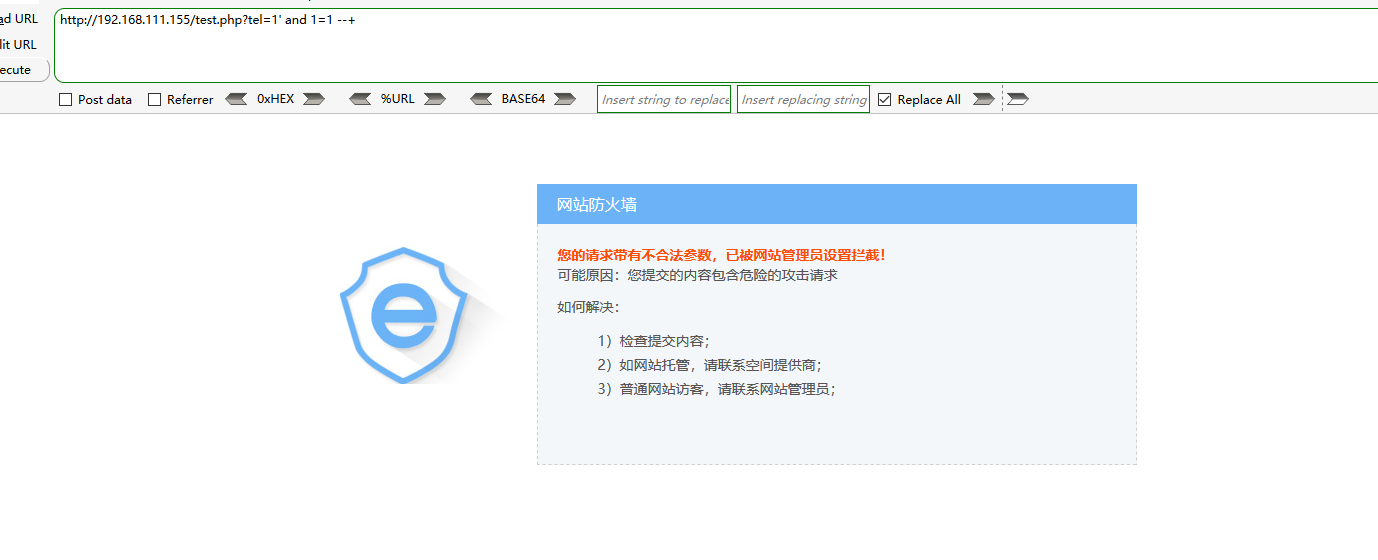 ad URL
http://192.168.111.155/test.php?tel=1' and 1=1 --+
lit URL
ecute
Post data Referrer 0xHEX %URL BASE64 Insert string to replace Insert replacing string Replace All
网站防火墙
您的请求带有不合法参数，已被网站管理员设置拦截！
可能原因：您提交的内容包含危险的攻击请求
如何解决：
1）检查提交内容；
2）如网站托管，请联系空间提供商；
3）普通网站访客，请联系网站管理员；